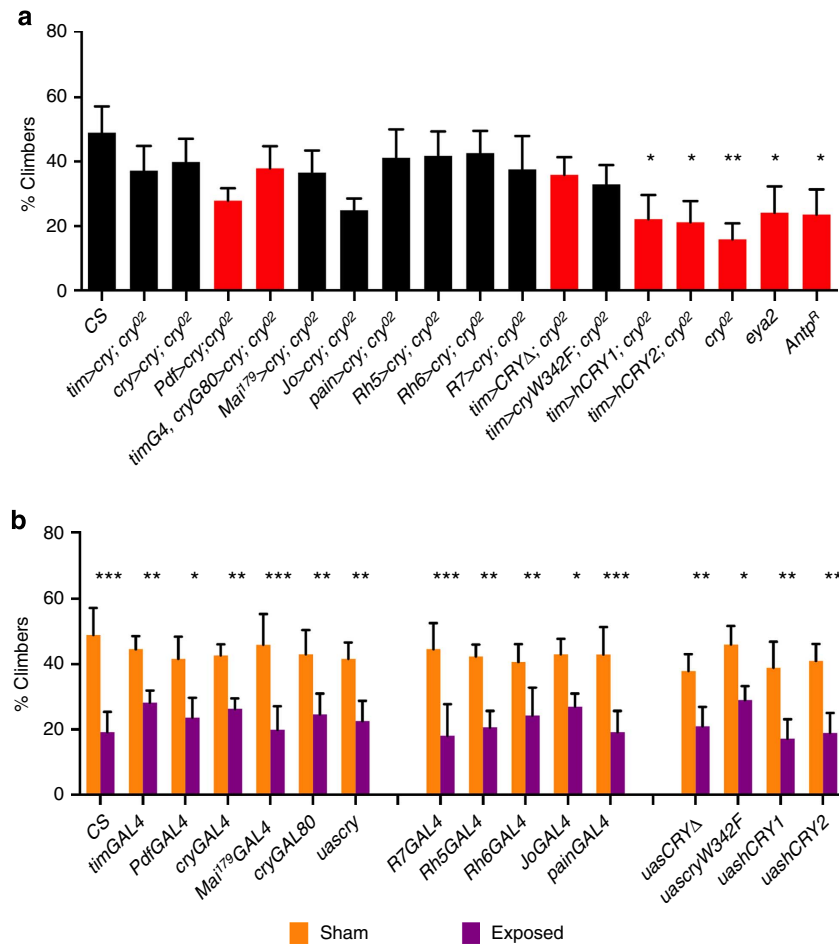 a
80
60
40
20
0
% Climbers
* * ** * *
CS
tim>cry; cry⁰²
cry>cry; cry⁰²
Pdf>cry;cry⁰²
timG4, cryG80>cry; cry⁰²
Mai¹⁷⁹>cry; cry⁰²
Jo>cry; cry⁰²
pain>cry; cry⁰²
Rh5>cry; cry⁰²
Rh6>cry; cry⁰²
R7>cry; cry⁰²
tim>CRYΔ; cry⁰²
tim>cryW342F; cry⁰²
tim>hCRY1; cry⁰²
tim>hCRY2; cry⁰²
cry⁰²
eya2
Antpᴿ
b
80
60
40
20
0
% Climbers
*** ** * ** *** ** ** *** ** ** * *** ** * ** **
CS
timGAL4
PdfGAL4
cryGAL4
Mai¹⁷⁹GAL4
cryGAL80
uascry
R7GAL4
Rh5GAL4
Rh6GAL4
JoGAL4
painGAL4
uasCRYΔ
uascryW342F
uashCRY1
uashCRY2
Sham
Exposed